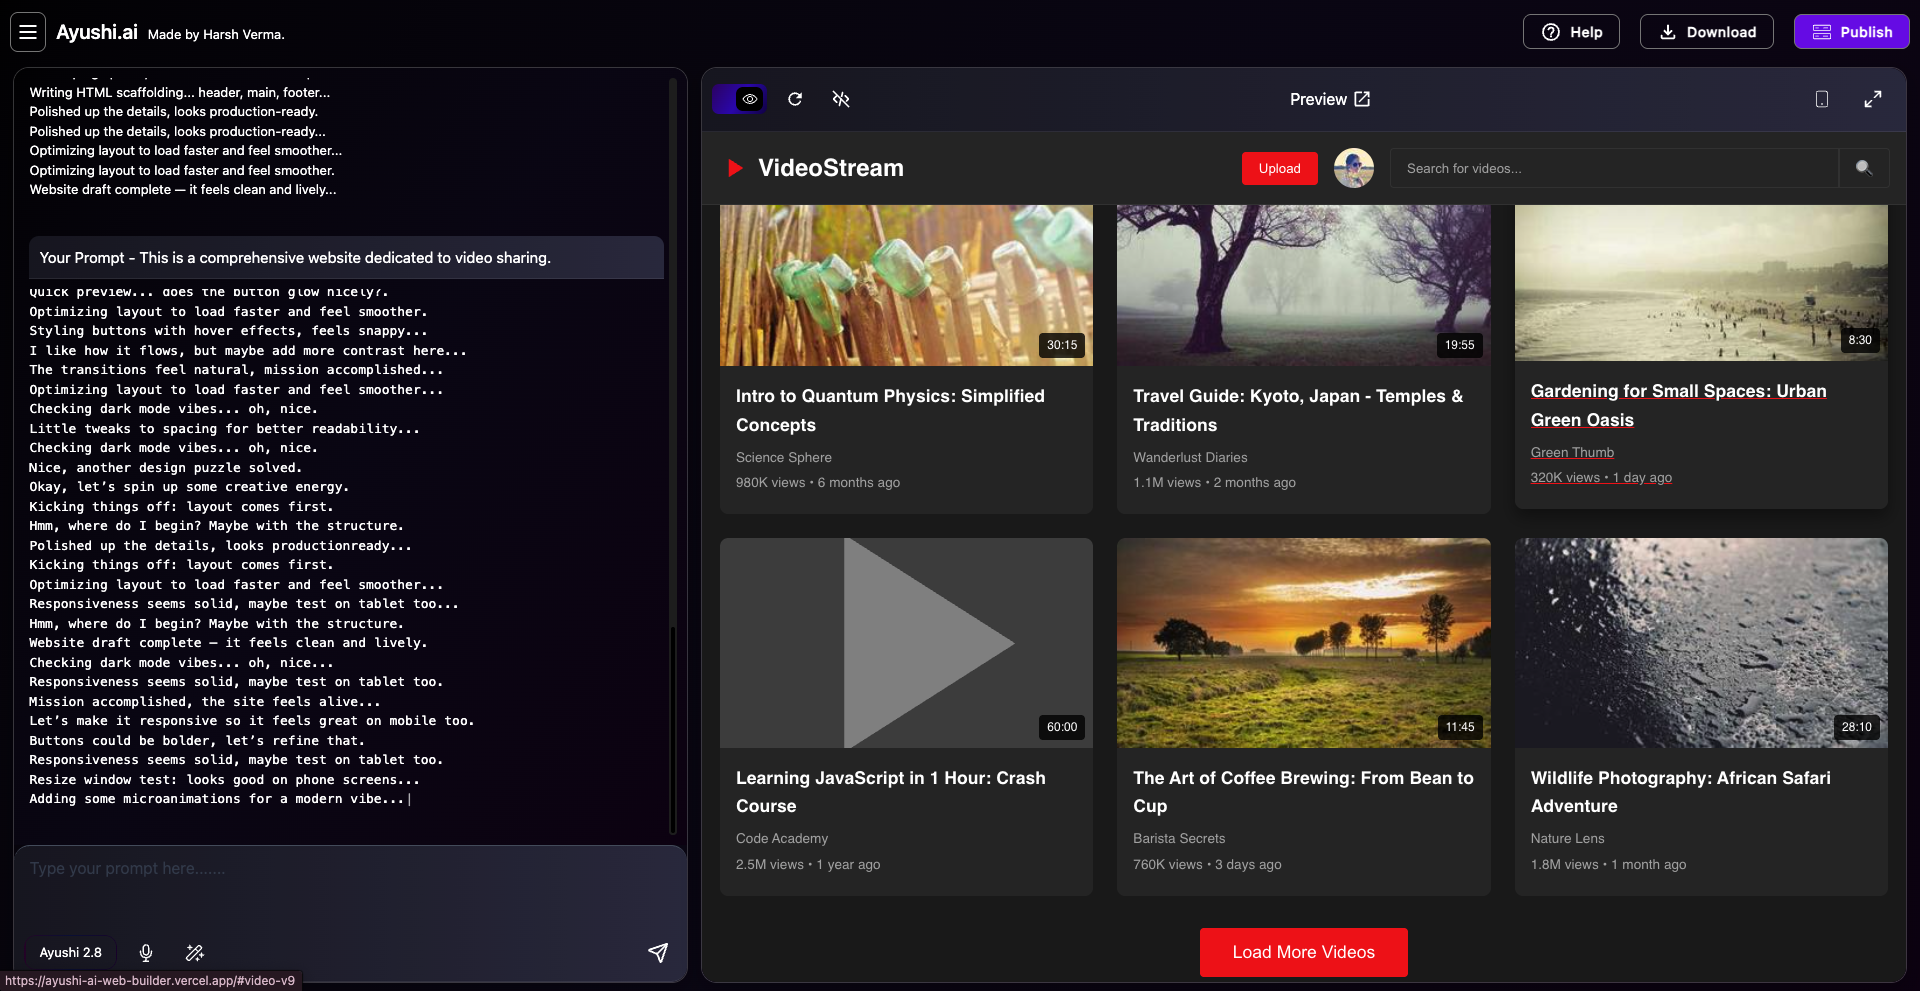 Ayushi.ai Made by Harsh Verma.
Help
Download
Publish
Writing HTML scaffolding... header, main, footer...
Polished up the details, looks production-ready.
Polished up the details, looks production-ready...
Optimizing layout to load faster and feel smoother...
Optimizing layout to load faster and feel smoother.
Website draft complete — it feels clean and lively...
Your Prompt - This is a comprehensive website dedicated to video sharing.
Quick preview... does the button glow nicely?.
Optimizing layout to load faster and feel smoother.
Styling buttons with hover effects, feels snappy...
I like how it flows, but maybe add more contrast here...
The transitions feel natural, mission accomplished...
Optimizing layout to load faster and feel smoother...
Checking dark mode vibes... oh, nice.
Little tweaks to spacing for better readability...
Checking dark mode vibes... oh, nice.
Nice, another design puzzle solved.
Okay, let’s spin up some creative energy.
Kicking things off: layout comes first.
Hmm, where do I begin? Maybe with the structure.
Polished up the details, looks productionready...
Kicking things off: layout comes first.
Optimizing layout to load faster and feel smoother...
Responsiveness seems solid, maybe test on tablet too...
Hmm, where do I begin? Maybe with the structure.
Website draft complete — it feels clean and lively.
Checking dark mode vibes... oh, nice...
Responsiveness seems solid, maybe test on tablet too.
Mission accomplished, the site feels alive...
Let’s make it responsive so it feels great on mobile too.
Buttons could be bolder, let’s refine that.
Responsiveness seems solid, maybe test on tablet too.
Resize window test: looks good on phone screens...
Adding some microanimations for a modern vibe...|
Type your prompt here.......
Ayushi 2.8
https://ayushi-ai-web-builder.vercel.app/#video-v9
Preview
VideoStream
Upload
Search for videos...
30:15
Intro to Quantum Physics: Simplified
Concepts
Science Sphere
980K views • 6 months ago
19:55
Travel Guide: Kyoto, Japan - Temples &
Traditions
Wanderlust Diaries
1.1M views • 2 months ago
8:30
Gardening for Small Spaces: Urban
Green Oasis
Green Thumb
320K views • 1 day ago
60:00
Learning JavaScript in 1 Hour: Crash
Course
Code Academy
2.5M views • 1 year ago
11:45
The Art of Coffee Brewing: From Bean to
Cup
Barista Secrets
760K views • 3 days ago
28:10
Wildlife Photography: African Safari
Adventure
Nature Lens
1.8M views • 1 month ago
Load More Videos